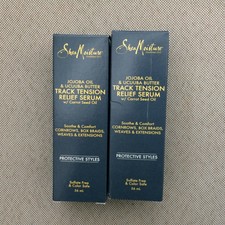 SheaMoisture
JOJOBA OIL
& UCUUBA BUTTER
TRACK TENSION
RELIEF SERUM
w/ Carrot Seed Oil
Soothe & Comfort
CORNROWS, BOX BRAIDS,
WEAVES & EXTENSIONS
PROTECTIVE STYLES
Sulfate Free
& Color Safe
SheaMoisture
JOJOBA OIL
& UCUUBA BUTTER
TRACK TENSION
RELIEF SERUM
w/ Carrot Seed Oil
Soothe & Comfort
CORNROWS, BOX BRAIDS,
WEAVES & EXTENSIONS
PROTECTIVE STYLES
Sulfate Free
& Color Safe